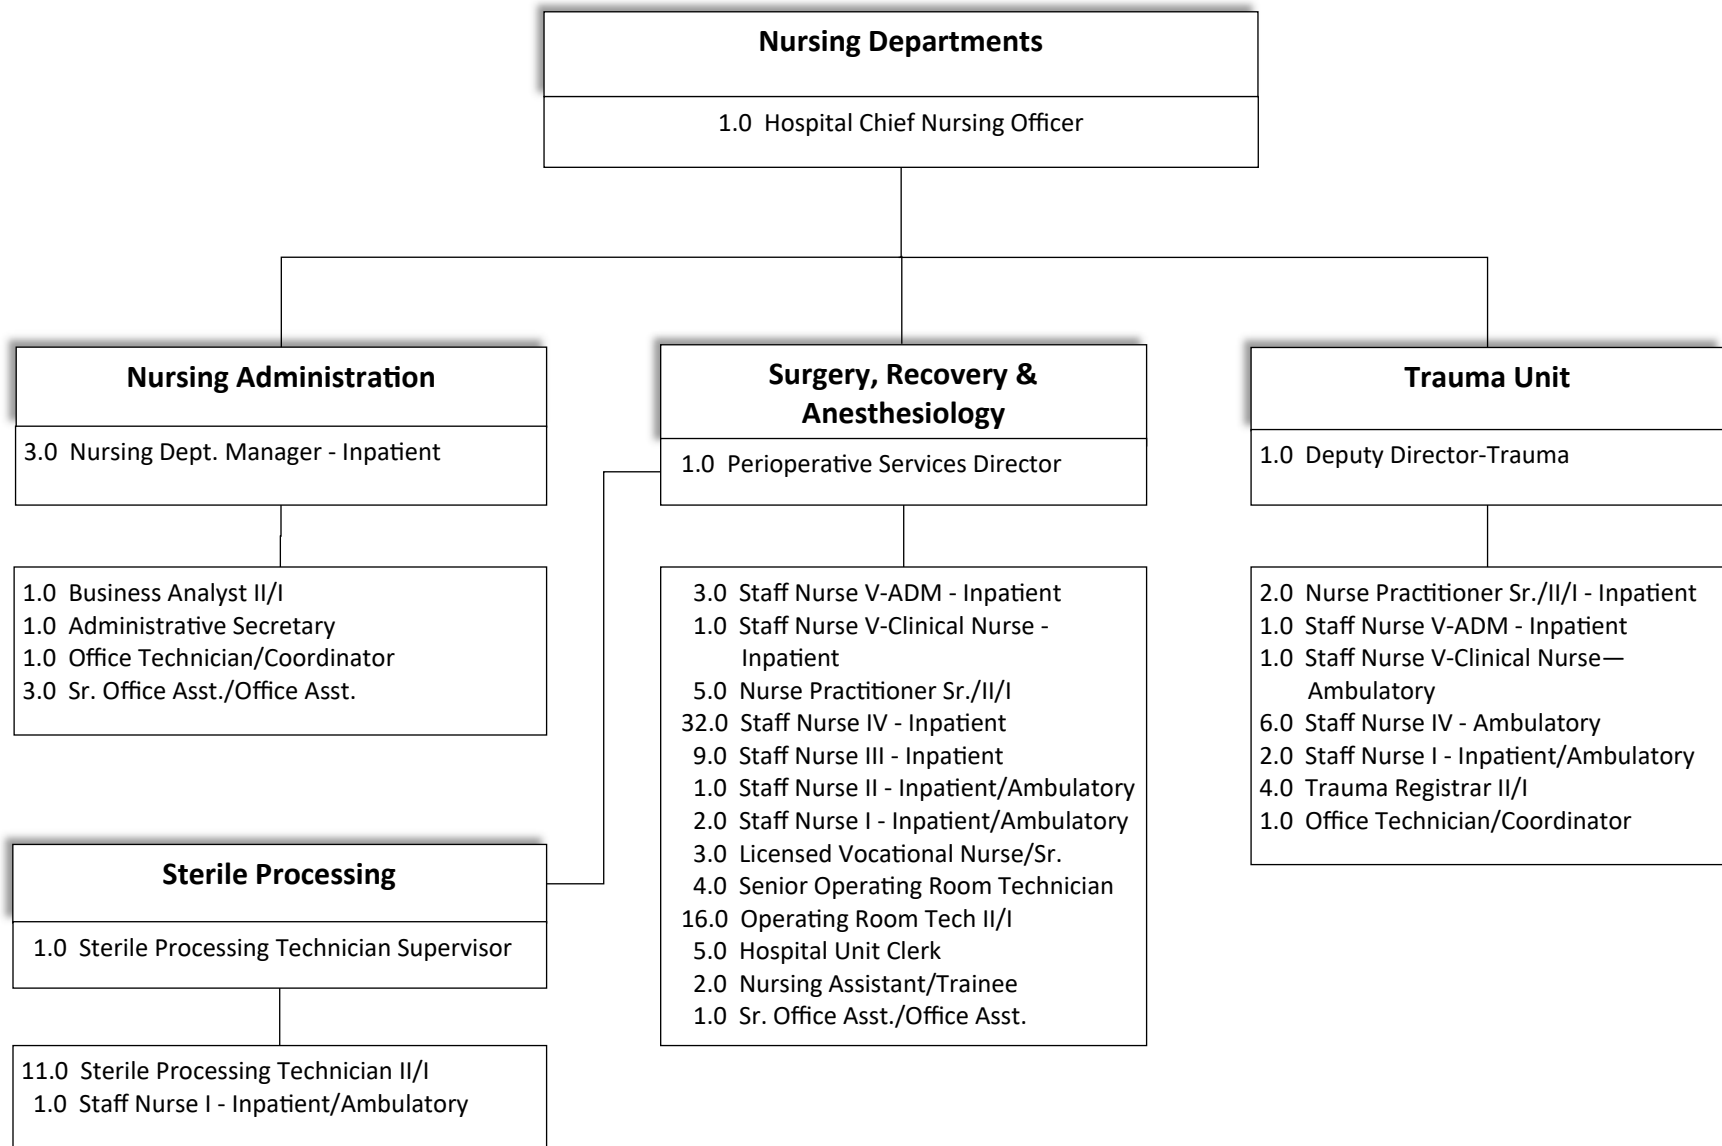 Nursing Departments
1.0 Hospital Chief Nursing Officer
Nursing Administration
3.0 Nursing Dept. Manager - Inpatient
1.0 Business Analyst II/I
1.0 Administrative Secretary
1.0 Office Technician/Coordinator
3.0 Sr. Office Asst./Office Asst.
Surgery, Recovery &
Anesthesiology
1.0 Perioperative Services Director
3.0 Staff Nurse V-ADM - Inpatient
1.0 Staff Nurse V-Clinical Nurse -
Inpatient
5.0 Nurse Practitioner Sr./II/I
32.0 Staff Nurse IV - Inpatient
9.0 Staff Nurse III - Inpatient
1.0 Staff Nurse II - Inpatient/Ambulatory
2.0 Staff Nurse I - Inpatient/Ambulatory
3.0 Licensed Vocational Nurse/Sr.
4.0 Senior Operating Room Technician
16.0 Operating Room Tech II/I
5.0 Hospital Unit Clerk
2.0 Nursing Assistant/Trainee
1.0 Sr. Office Asst./Office Asst.
Trauma Unit
1.0 Deputy Director-Trauma
2.0 Nurse Practitioner Sr./II/I - Inpatient
1.0 Staff Nurse V-ADM - Inpatient
1.0 Staff Nurse V-Clinical Nurse—
Ambulatory
6.0 Staff Nurse IV - Ambulatory
2.0 Staff Nurse I - Inpatient/Ambulatory
4.0 Trauma Registrar II/I
1.0 Office Technician/Coordinator
Sterile Processing
1.0 Sterile Processing Technician Supervisor
11.0 Sterile Processing Technician II/I
1.0 Staff Nurse I - Inpatient/Ambulatory